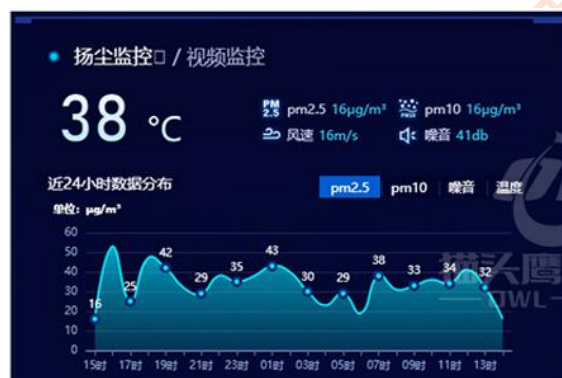 扬尘监控 / 视频监控
38 ℃
PM 2.5 pm2.5 16μg/m³ pm10 16μg/m³
风速 16m/s 噪音 41db
近24小时数据分布
pm2.5 pm10 噪音 温度
单位：μg/m³
60
50
40
30
20
10
0
16 25 42 29 35 43 30 29 38 33 34 32
15时 17时 19时 21时 23时 01时 03时 05时 07时 09时 11时 13时
猫头鹰
OWL